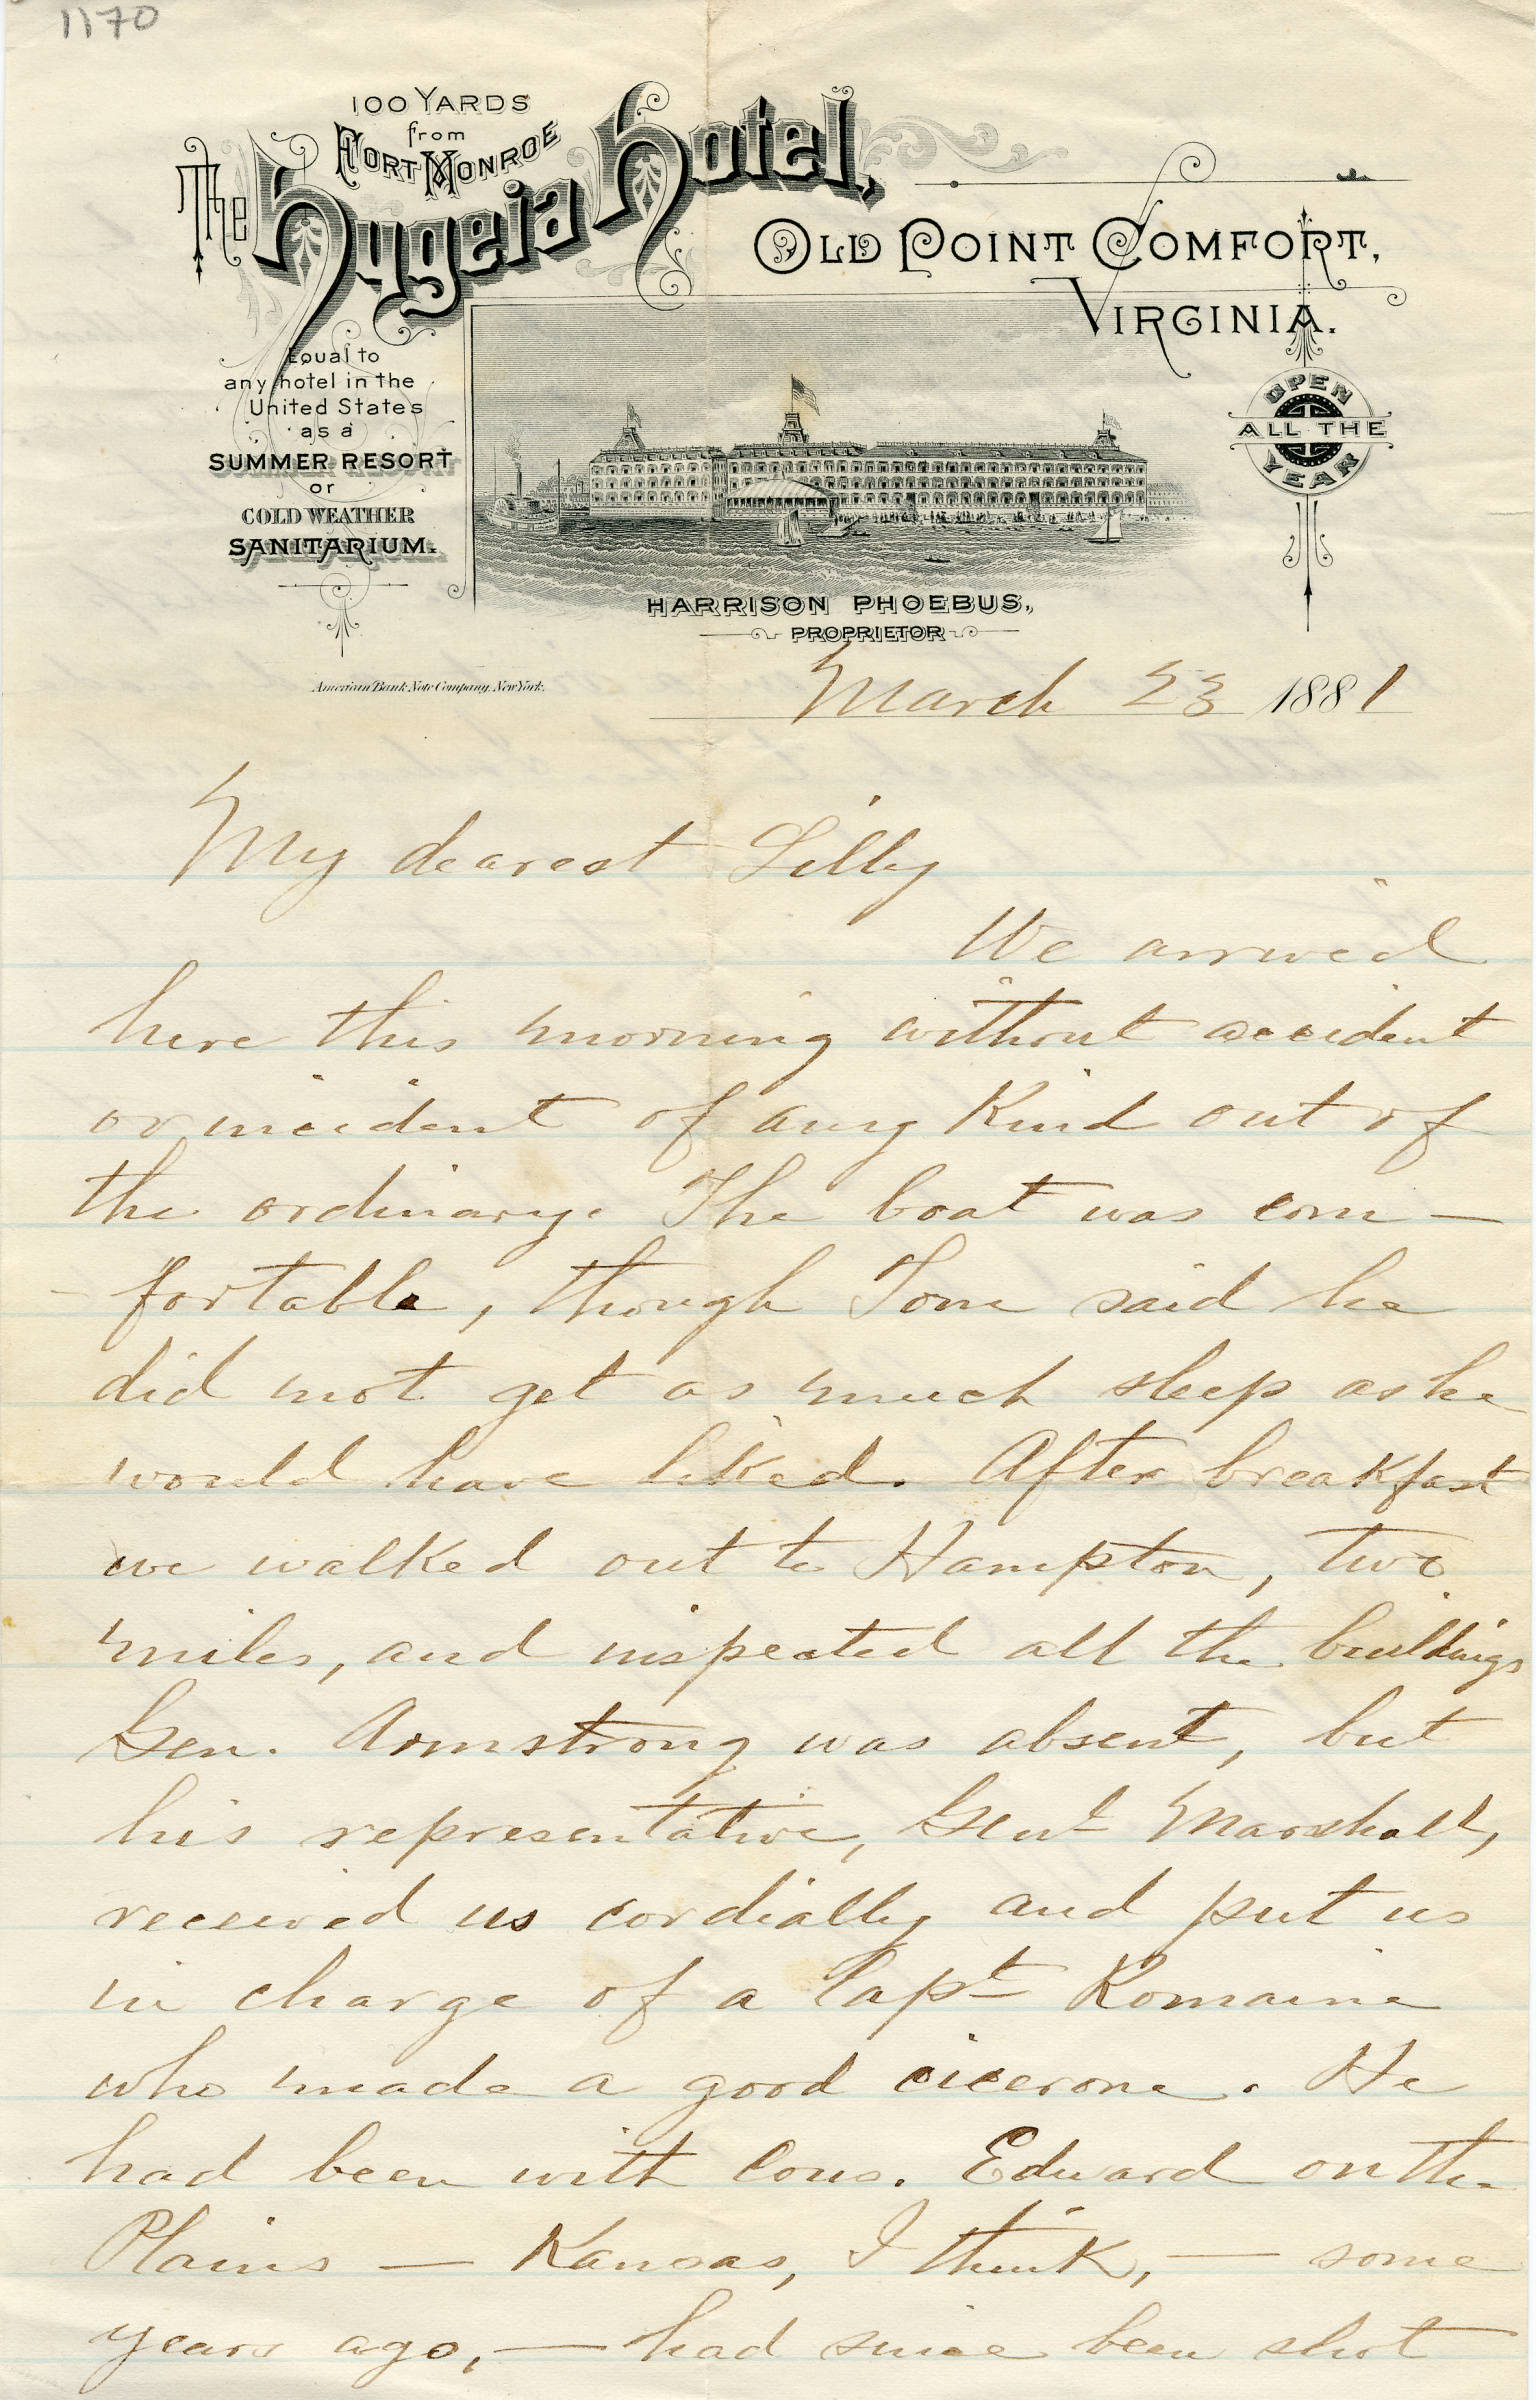 1170
100 YARDS
from
FORT MONROE
The Hygeia Hotel,
OLD POINT COMFORT,
VIRGINIA.
Equal to
any hotel in the
United States
as a
SUMMER RESORT
or
COLD WEATHER
SANITARIUM.
OPEN
ALL THE
YEAR
HARRISON PHOEBUS,
PROPRIETOR
American Bank Note Company, New York.
March 23 1881
My dearest Lilly
We arrived
here this morning without accident
or incident of any kind out of
the ordinary. The boat was com-
-fortable, though Tom said he
did not get as much sleep as he
would have liked. After breakfast
we walked out to Hampton, two
miles, and inspected all the buildings
Gen. Armstrong was absent, but
his representative, Genl Marshall,
received us cordially and put us
in charge of a Capt Romaine
who made a good cicerone. He
had been with Cous. Edward on the
Plains — Kansas, I think, — some
years ago, — had since been shot